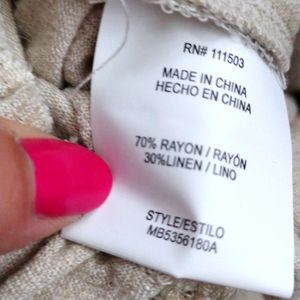 RN# 111503
MADE IN CHINA
HECHO EN CHINA
70% RAYON / RAYÓN
30%LINEN / LINO
STYLE/ESTILO
MB5356180A